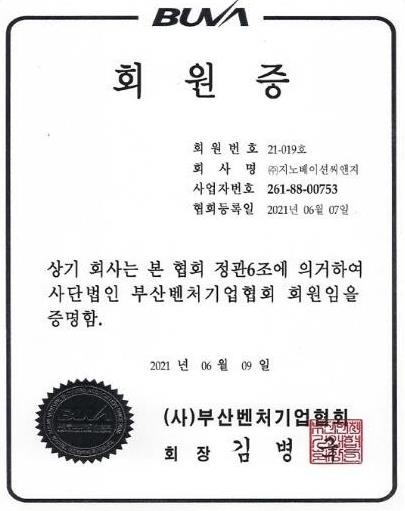 BUVA
회 원 증
회 원 번 호 21-019호
회 사 명 ㈜지노베이션씨앤지
사업자번호 261-88-00753
협회등록일 2021년 06월 07일
상기 회사는 본 협회 정관6조에 의거하여
사단법인 부산벤처기업협회 회원임을
증명함.
2021 년 06 월 09 일
BUVA
(사)부산벤처기업협회
회 장 김 병